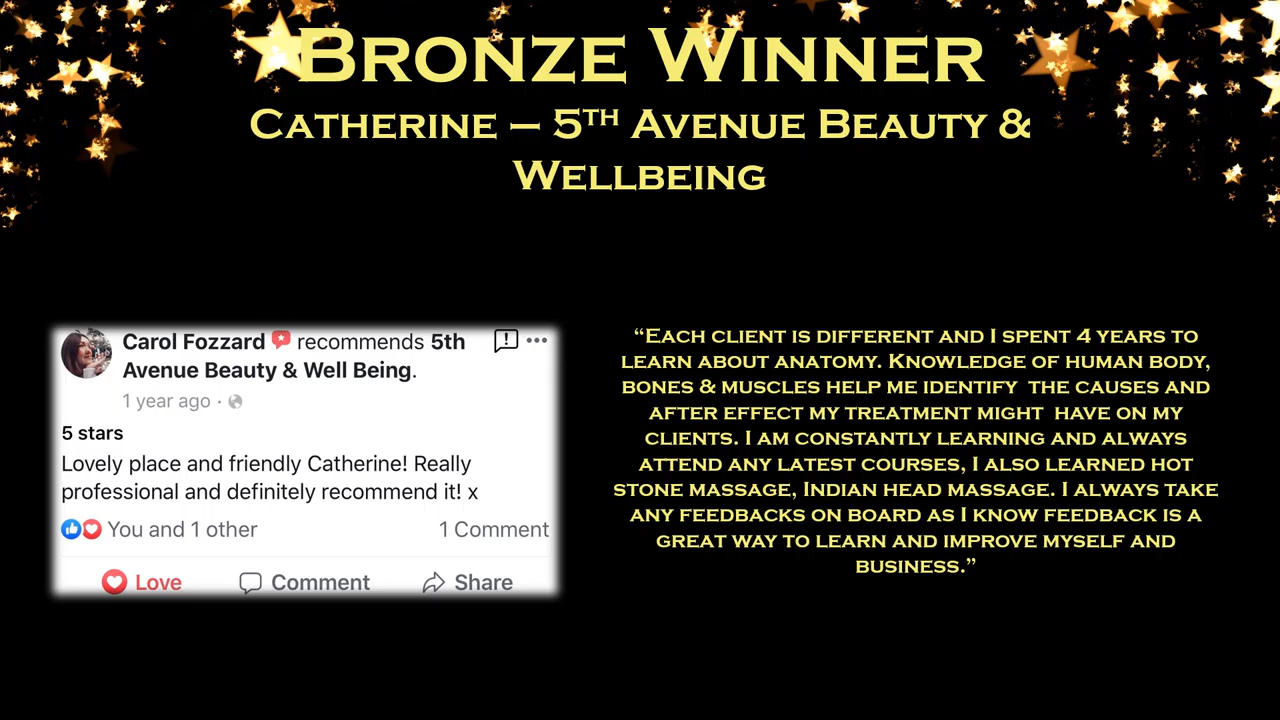 Bronze Winner
Catherine – 5th Avenue Beauty &
Wellbeing
Carol Fozzard recommends 5th
Avenue Beauty & Well Being.
1 year ago ·
5 stars
Lovely place and friendly Catherine! Really
professional and definitely recommend it! x
You and 1 other 1 Comment
Love Comment Share
“Each client is different and I spent 4 years to
learn about anatomy. Knowledge of human body,
bones & muscles help me identify the causes and
after effect my treatment might have on my
clients. I am constantly learning and always
attend any latest courses, I also learned hot
stone massage, Indian head massage. I always take
any feedbacks on board as I know feedback is a
great way to learn and improve myself and
business.”